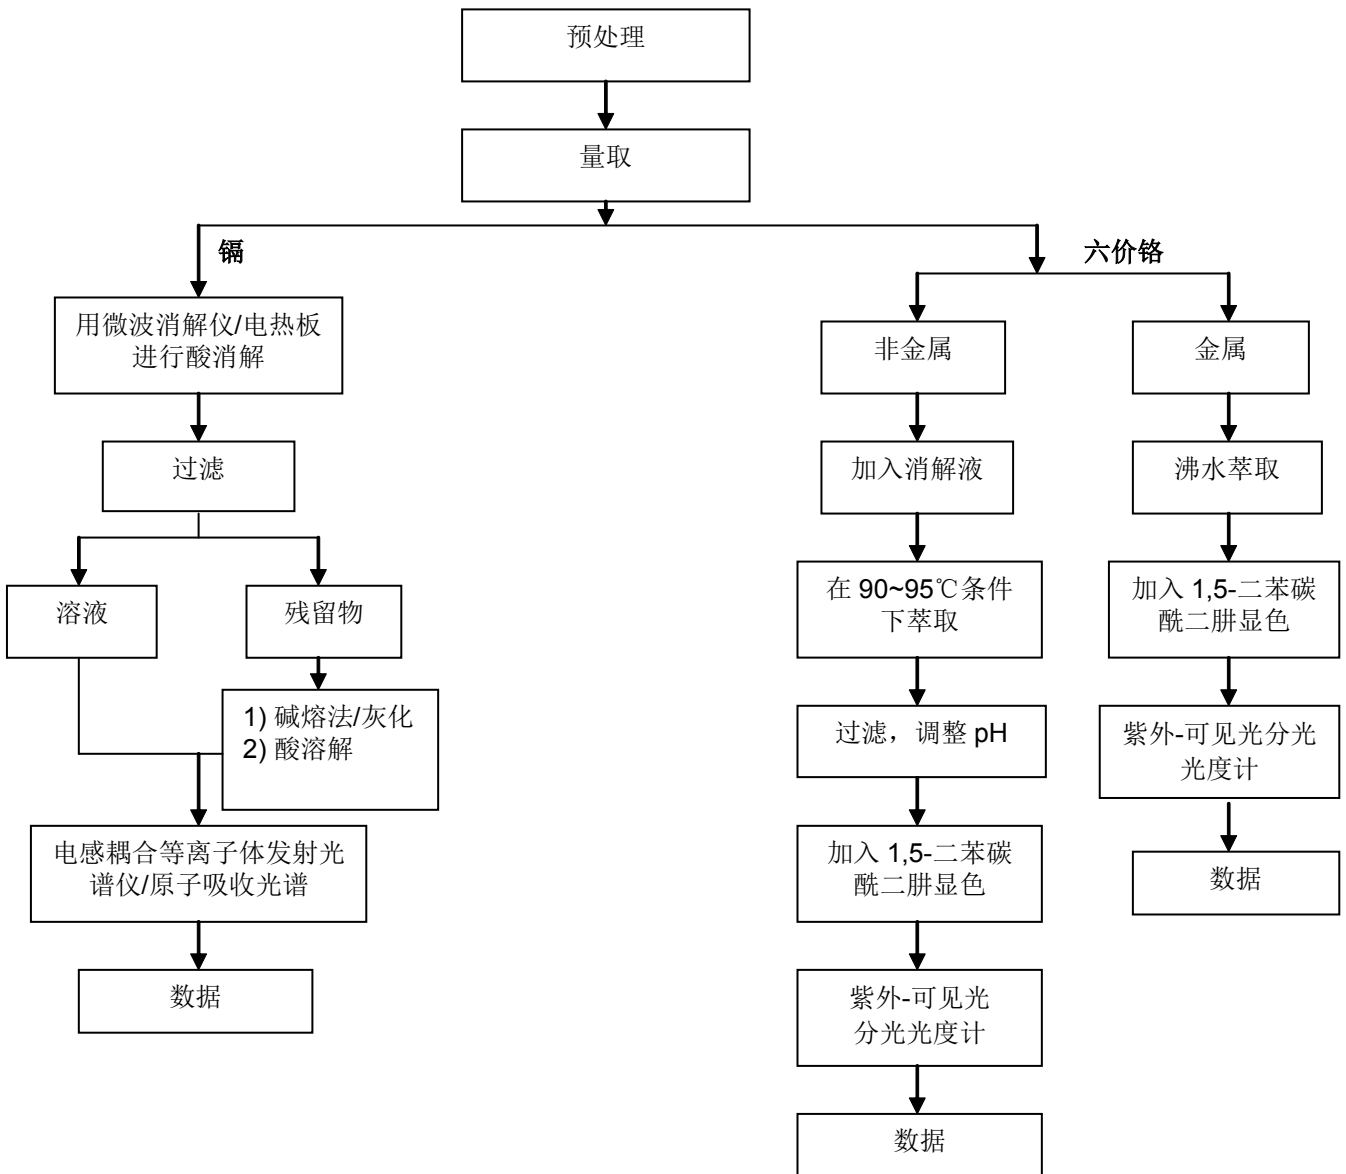 预处理
量取
镉
六价铬
用微波消解仪/电热板
进行酸消解
过滤
溶液
残留物
1) 碱熔法/灰化
2) 酸溶解
电感耦合等离子体发射光
谱仪/原子吸收光谱
数据
非金属
加入消解液
在 90~95℃条件
下萃取
过滤，调整 pH
加入 1,5-二苯碳
酰二肼显色
紫外-可见光
分光光度计
数据
金属
沸水萃取
加入 1,5-二苯碳
酰二肼显色
紫外-可见光分光
光度计
数据